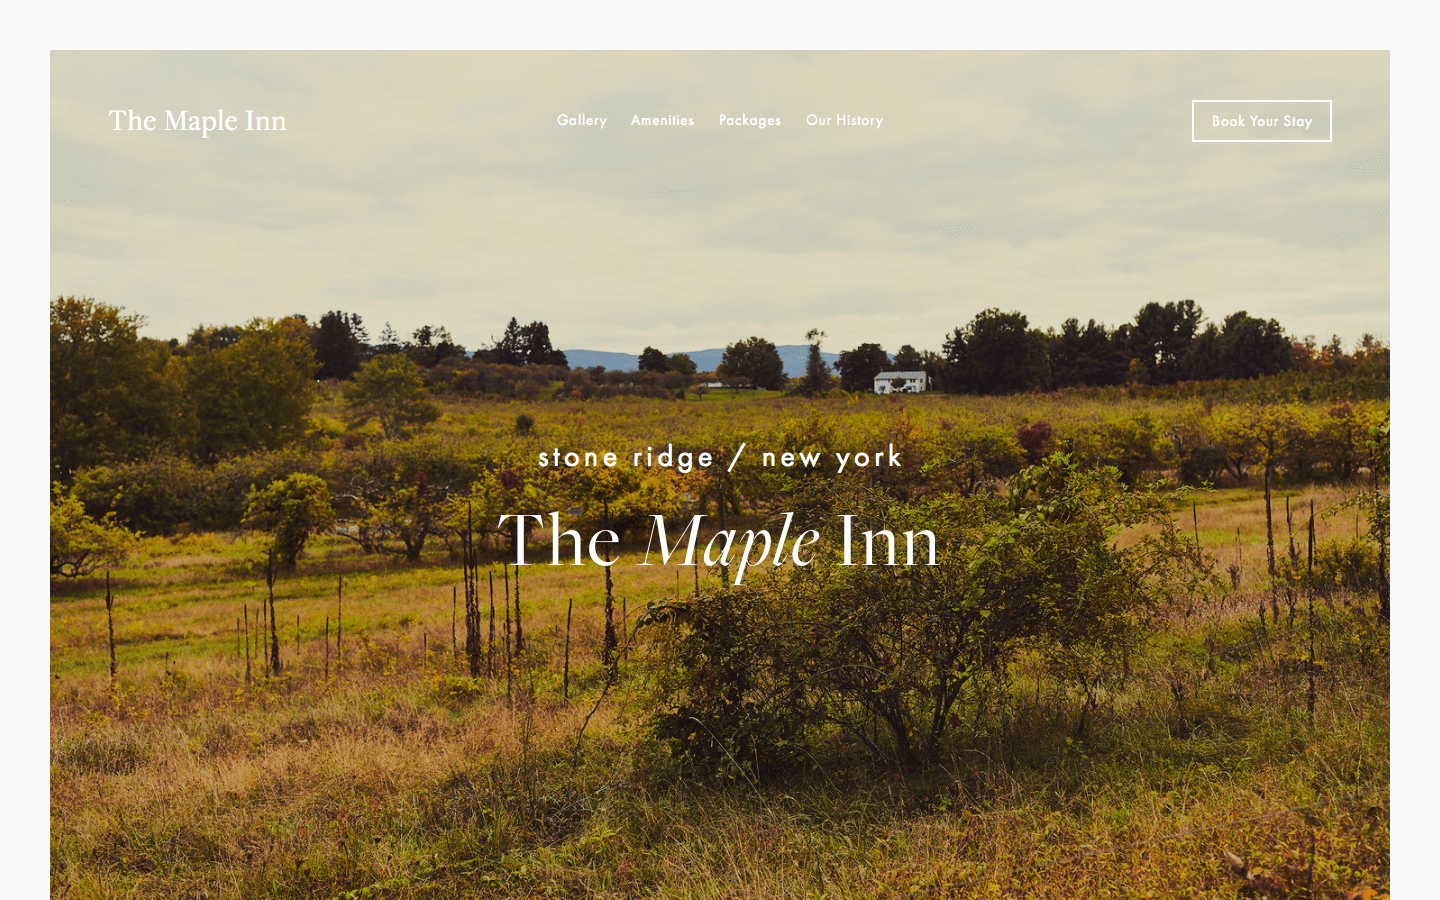 The Maple Inn
Gallery Amenities Packages Our History
Book Your Stay
stone ridge / new york
The Maple Inn